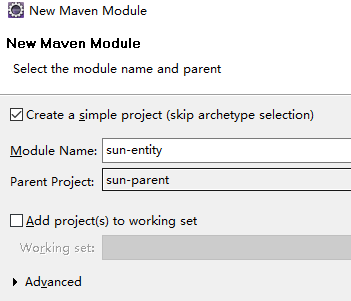 New Maven Module
New Maven Module
Select the module name and parent
Create a simple project (skip archetype selection)
Module Name: sun-entity
Parent Project: sun-parent
Add project(s) to working set
Working set:
Advanced